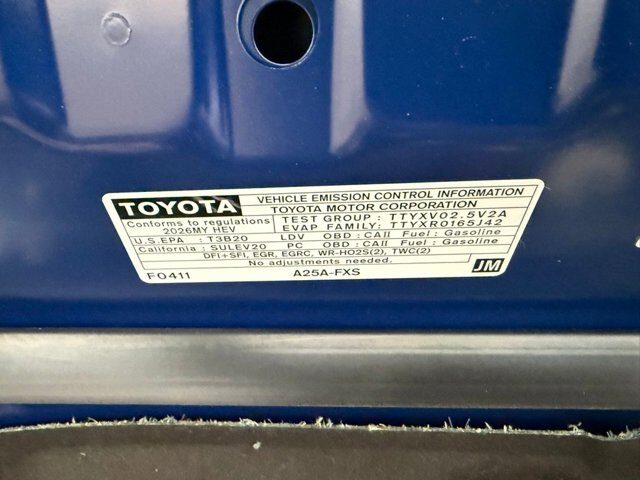 TOYOTA VEHICLE EMISSION CONTROL INFORMATION
TOYOTA MOTOR CORPORATION
Conforms to regulations TEST GROUP : TTYXV02.5V2A
2026MY HEV EVAP FAMILY: TTYXR0165J42
U.S.EPA : T3B20 LDV OBD : CAII Fuel : Gasoline
California : SULEV20 PC OBD : CAII Fuel : Gasoline
DFI+SFI, EGR, EGRC, WR-HO2S(2), TWC(2)
No adjustments needed.
F0411 A25A-FXS JM